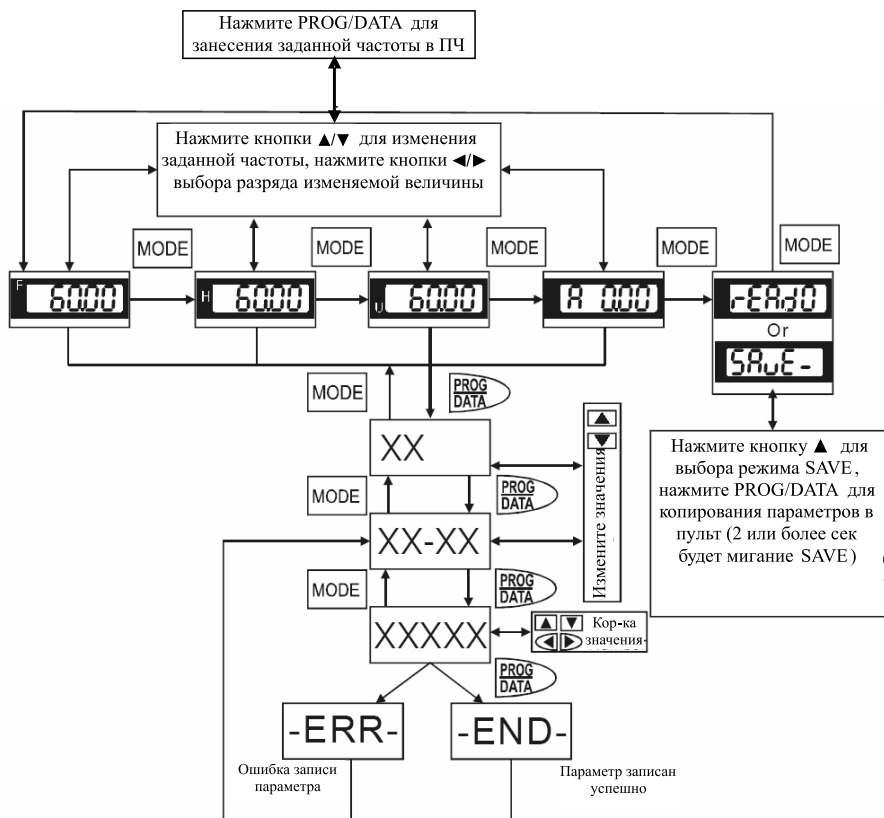 Нажмите PROG/DATA для
занесения заданной частоты в ПЧ
Нажмите кнопки ▲/▼ для изменения
заданной частоты, нажмите кнопки ◀/▶
выбора разряда изменяемой величины
MODE
MODE
MODE
MODE
MODE
F 60.00
H 60.00
U 60.00
A 0.00
rEAd0
Or
SAvE-
MODE
PROG
DATA
XX
▲
▼
Измените значения
Нажмите кнопку ▲ для
выбора режима SAVE,
нажмите PROG/DATA для
копирования параметров в
пульт (2 или более сек
будет мигание SAVE)
MODE
PROG
DATA
XX-XX
MODE
PROG
DATA
XXXXX
▲ ▼ Кор-ка
◀ ▶ значения
PROG
DATA
-ERR-
-END-
Ошибка записи
параметра
Параметр записан
успешно